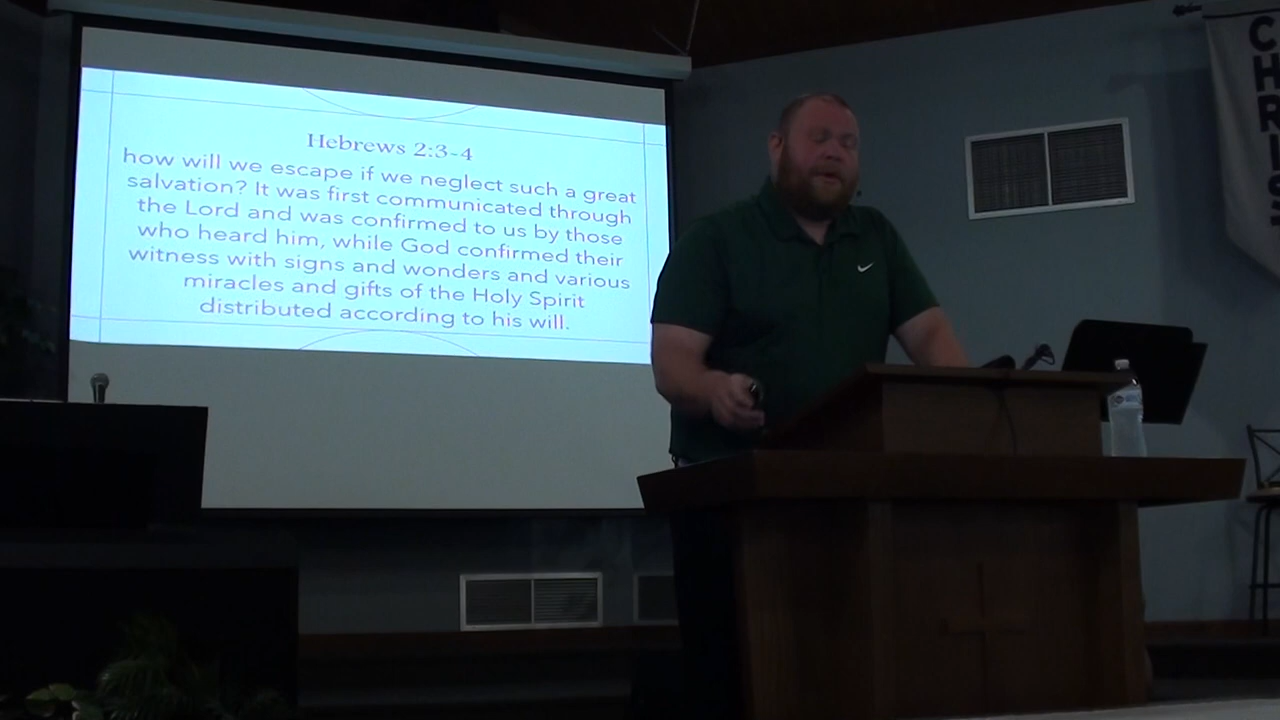 Hebrews 2:3-4
how will we escape if we neglect such a great
salvation? It was first communicated through
the Lord and was confirmed to us by those
who heard him, while God confirmed their
witness with signs and wonders and various
miracles and gifts of the Holy Spirit
distributed according to his will.
CHRIS